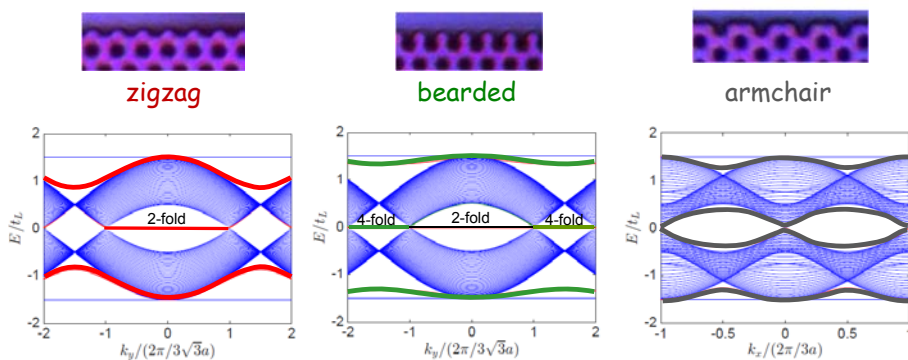 zigzag
bearded
armchair
2
1
0
-1
-2
E/t_L
2-fold
-2
-1
0
1
2
k_y/(2π/3√3a)
2
1
0
-1
-2
E/t_L
4-fold
2-fold
4-fold
-2
-1
0
1
2
k_y/(2π/3√3a)
2
1
0
-1
-2
E/t_L
-1
-0.5
0
0.5
1
k_x/(2π/3a)